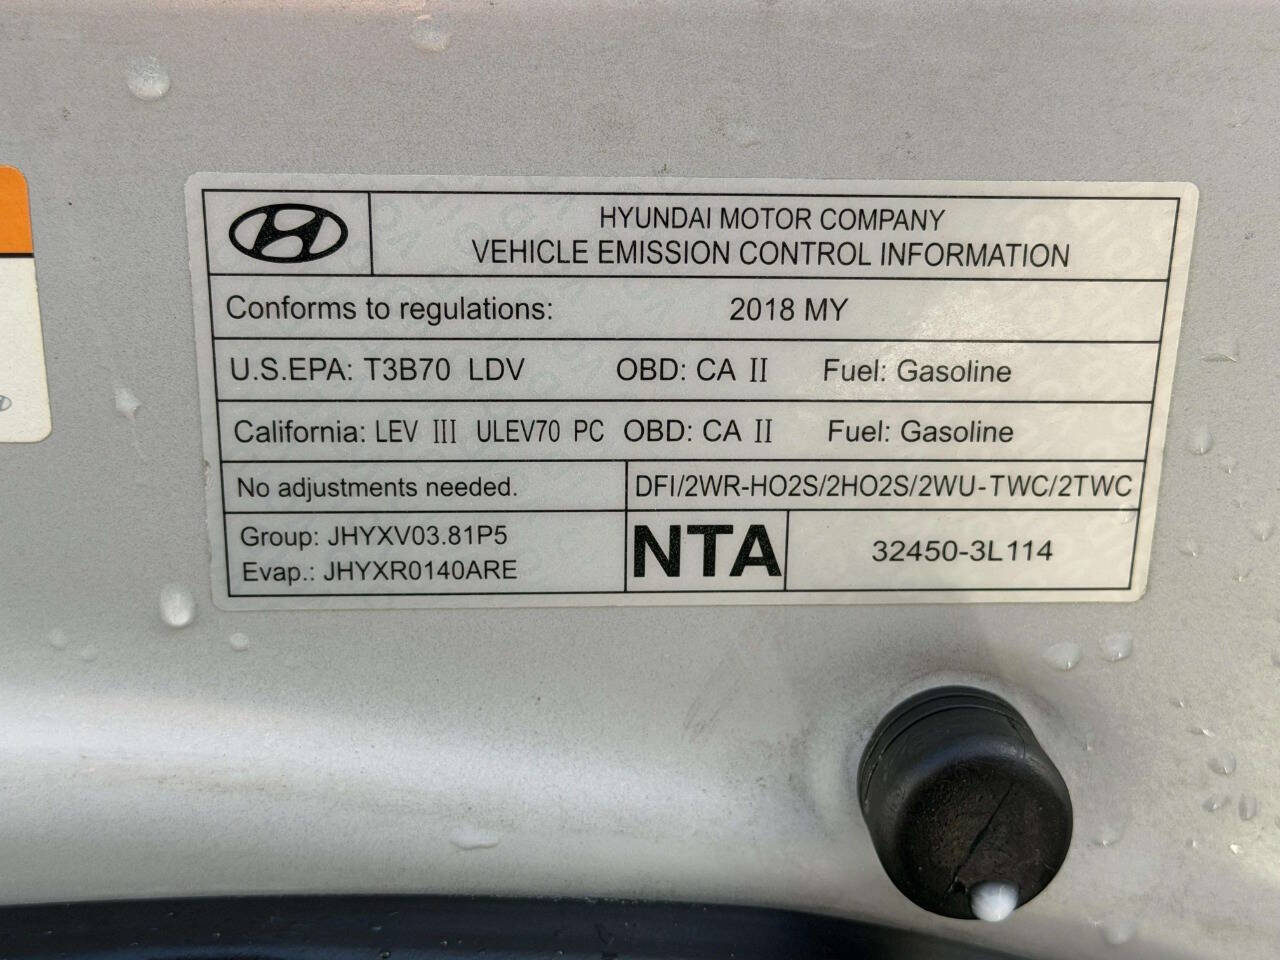 HYUNDAI MOTOR COMPANY
VEHICLE EMISSION CONTROL INFORMATION
Conforms to regulations: 2018 MY
U.S.EPA: T3B70 LDV OBD: CA II Fuel: Gasoline
California: LEV III ULEV70 PC OBD: CA II Fuel: Gasoline
No adjustments needed. DFI/2WR-HO2S/2HO2S/2WU-TWC/2TWC
Group: JHYXV03.81P5
Evap.: JHYXR0140ARE
NTA 32450-3L114